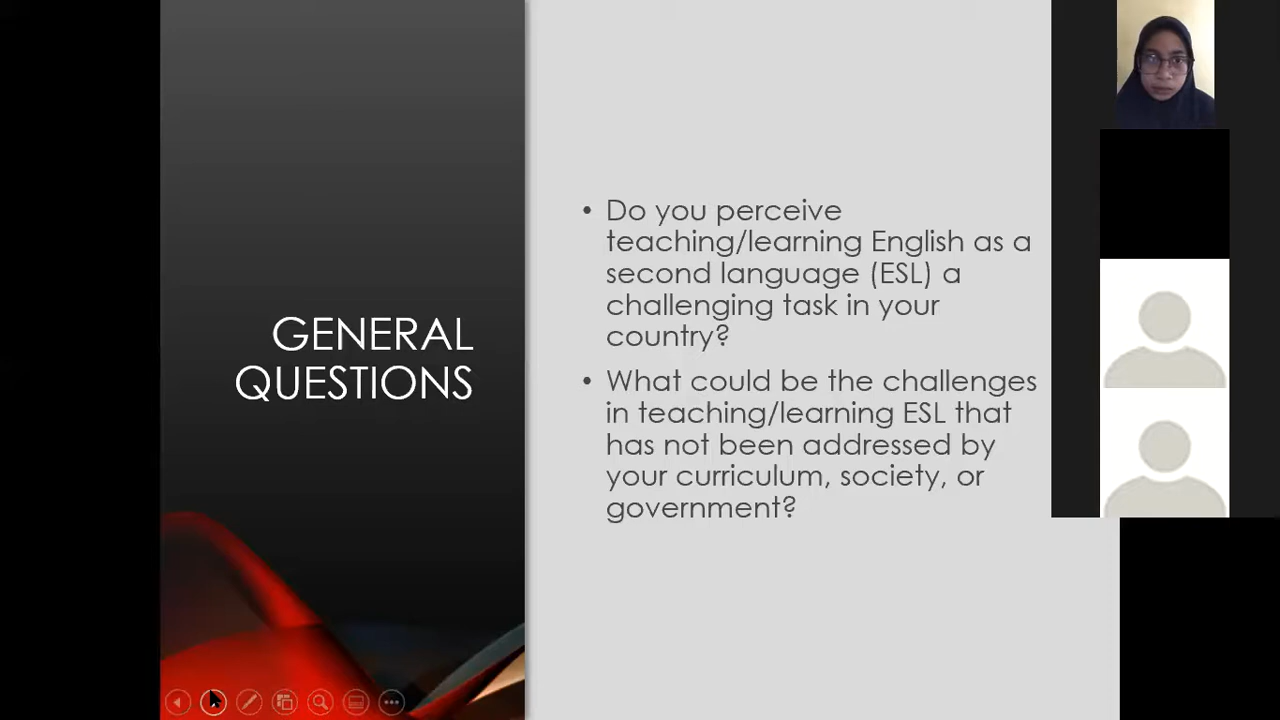 GENERAL
QUESTIONS
• Do you perceive
teaching/learning English as a
second language (ESL) a
challenging task in your
country?
• What could be the challenges
in teaching/learning ESL that
has not been addressed by
your curriculum, society, or
government?